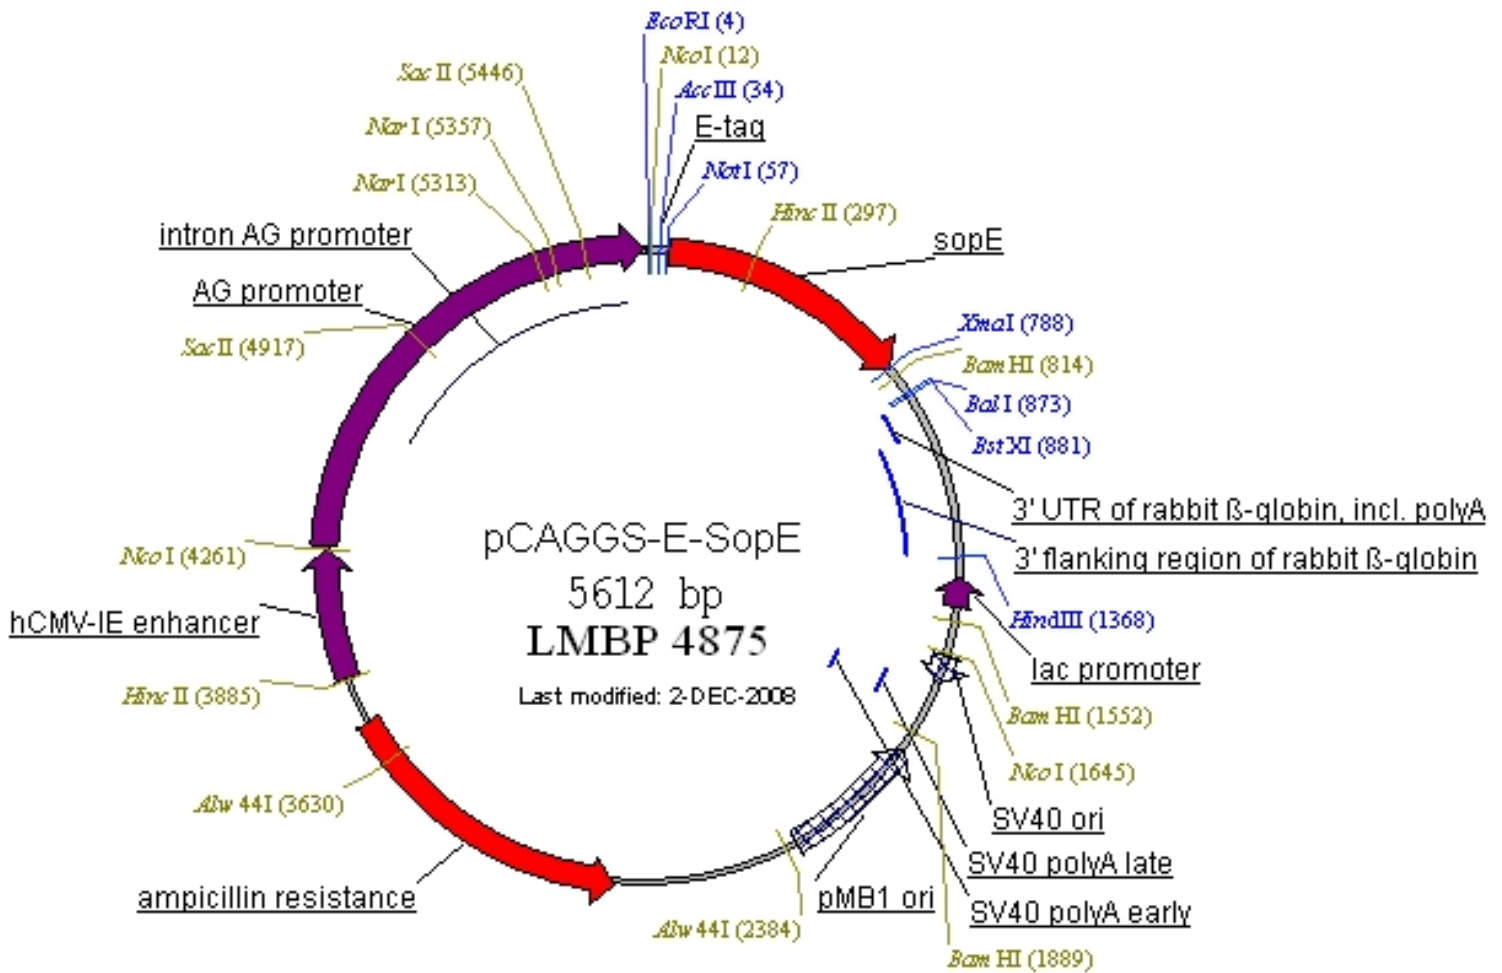 EcoRI (4)
NcoI (12)
SacII (5446)
AccIII (34)
NarI (5357)
E-tag
NotI (57)
NarI (5313)
HincII (297)
intron AG promoter
sopE
AG promoter
XmaI (788)
SacII (4917)
BamHI (814)
BalI (873)
BstXI (881)
3' UTR of rabbit ß-globin, incl. polyA
pCAGGS-E-SopE
NcoI (4261)
3' flanking region of rabbit ß-globin
5612 bp
hCMV-IE enhancer
HindIII (1368)
LMBP 4875
lac promoter
HincII (3885)
Last modified: 2-DEC-2008
BamHI (1552)
NcoI (1645)
Alw44I (3630)
SV40 ori
SV40 polyA late
ampicillin resistance
pMB1 ori
SV40 polyA early
Alw44I (2384)
BamHI (1889)